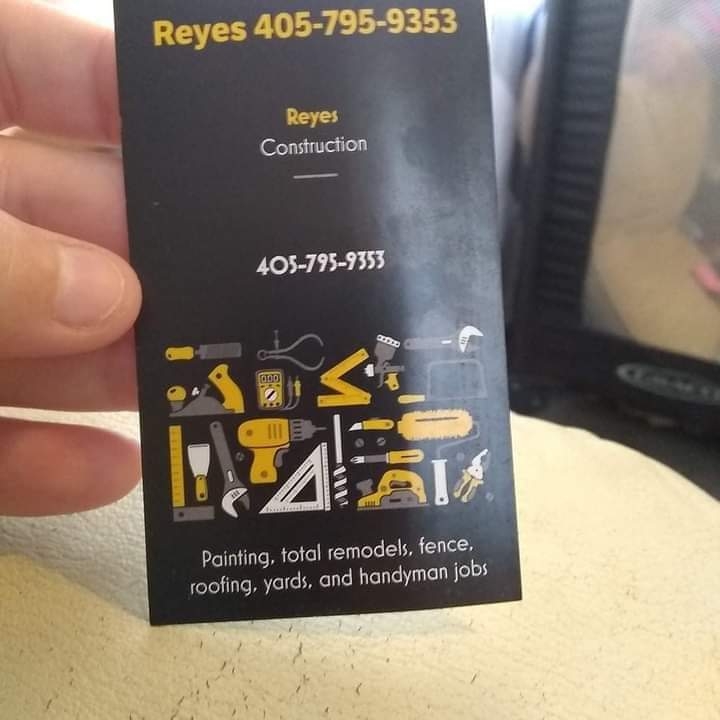 Reyes 405-795-9353
Reyes
Construction
405-795-9353
Painting, total remodels, fence,
roofing, yards, and handyman jobs